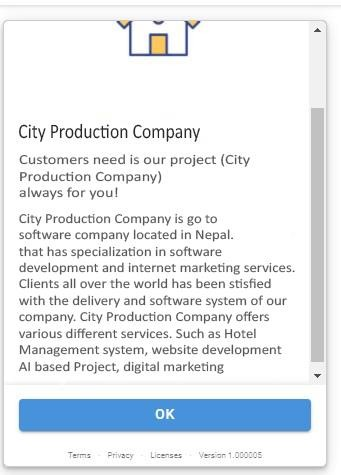 City Production Company
Customers need is our project (City
Production Company)
always for you!
City Production Company is go to
software company located in Nepal.
that has specialization in software
development and internet marketing services.
Clients all over the world has been stisfied
with the delivery and software system of our
company. City Production Company offers
various different services. Such as Hotel
Management system, website development
AI based Project, digital marketing
OK
Terms · Privacy · Licenses · Version 1.000005